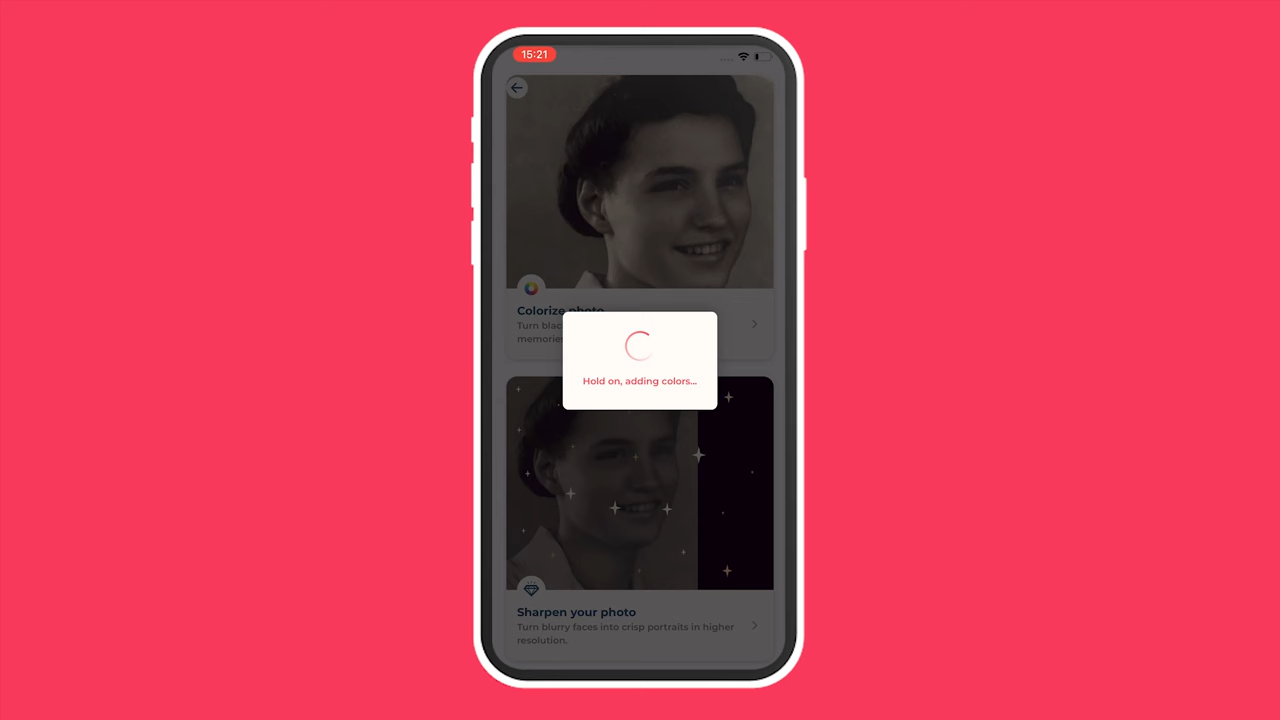 15:21
Colorize photo
Turn blac
memories
Hold on, adding colors...
Sharpen your photo
Turn blurry faces into crisp portraits in higher
resolution.